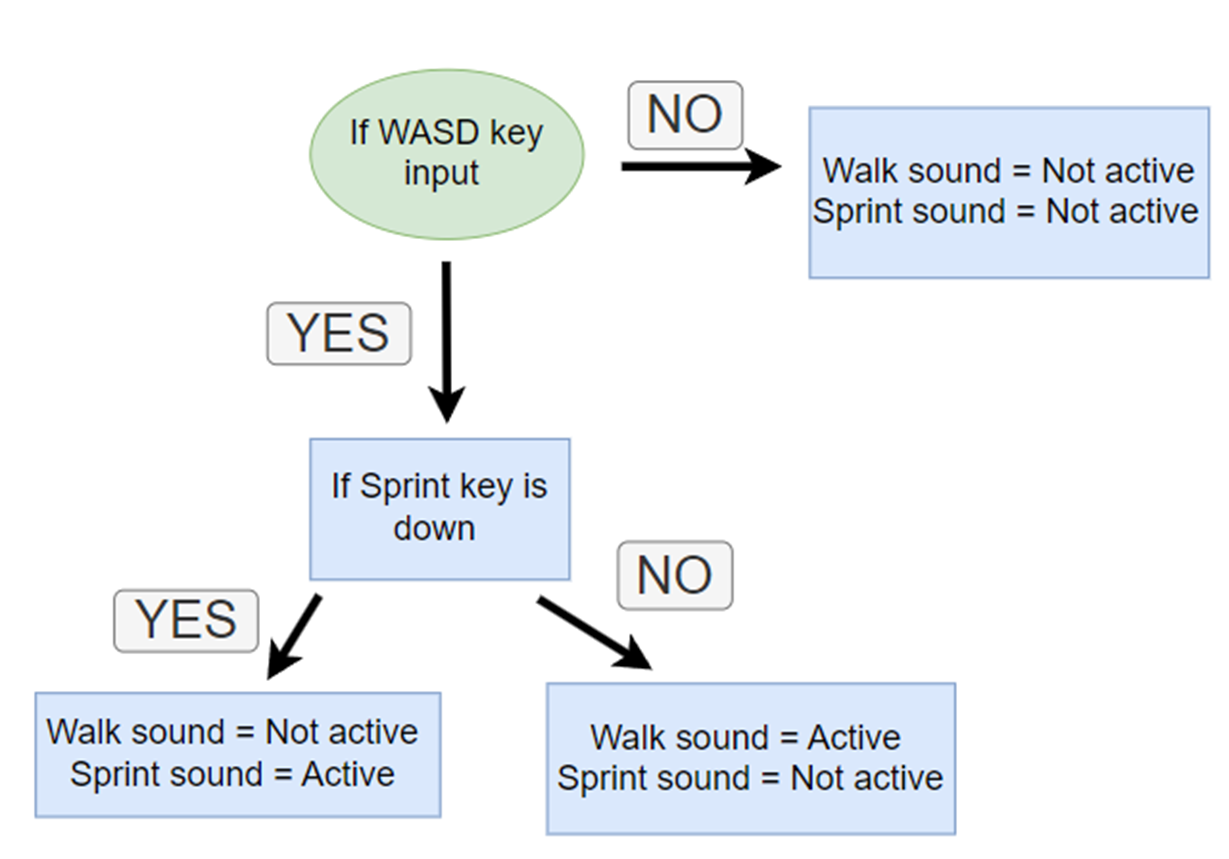 If WASD key
input
NO
Walk sound = Not active
Sprint sound = Not active
YES
If Sprint key is
down
YES
NO
Walk sound = Not active
Sprint sound = Active
Walk sound = Active
Sprint sound = Not active